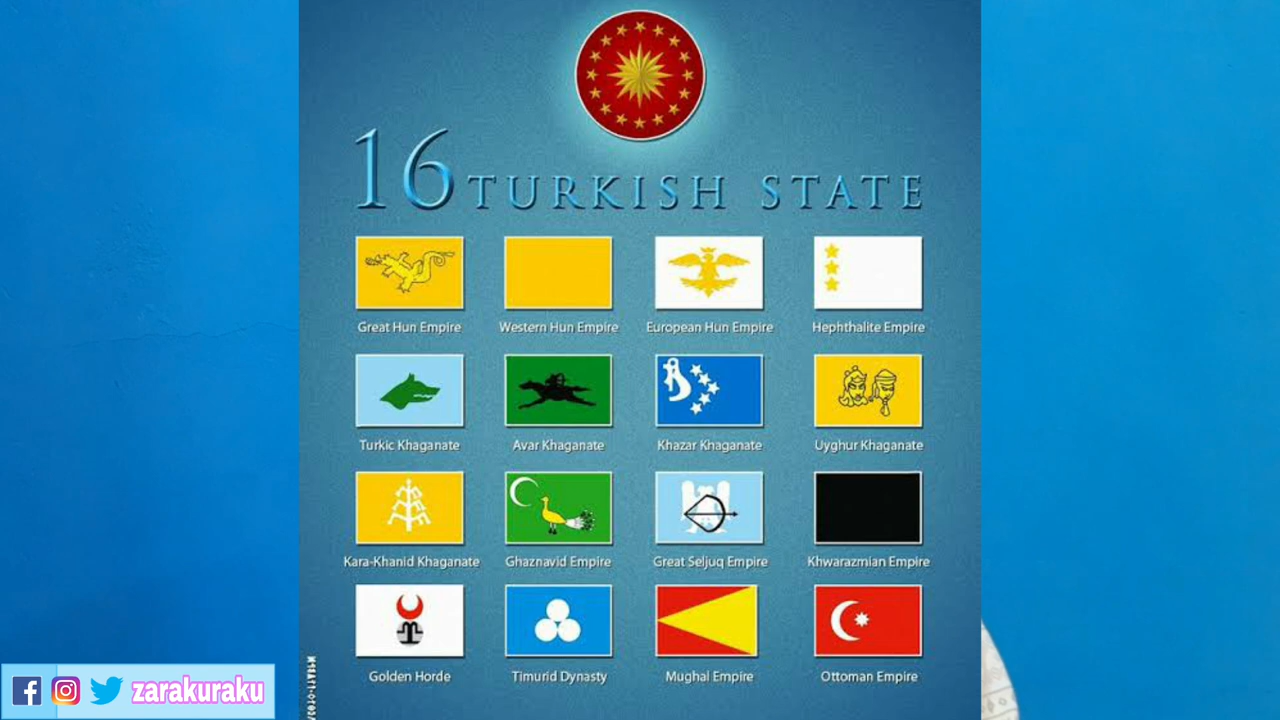 16 TURKISH STATE
Great Hun Empire
Western Hun Empire
European Hun Empire
Hephthalite Empire
Turkic Khaganate
Avar Khaganate
Khazar Khaganate
Uyghur Khaganate
Kara-Khanid Khaganate
Ghaznavid Empire
Great Seljuq Empire
Khwarazmian Empire
Golden Horde
Timurid Dynasty
Mughal Empire
Ottoman Empire
zarakuraku